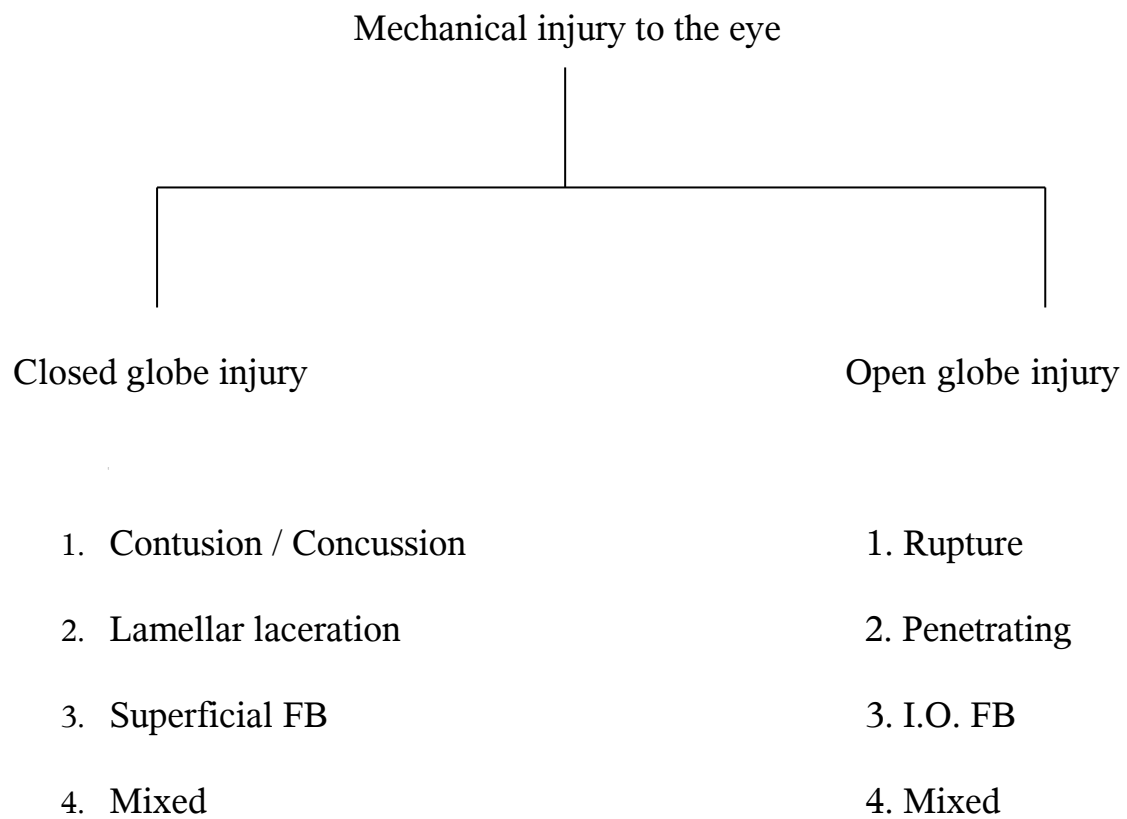 Mechanical injury to the eye
Closed globe injury
Open globe injury
1. Contusion / Concussion
2. Lamellar laceration
3. Superficial FB
4. Mixed
1. Rupture
2. Penetrating
3. I.O. FB
4. Mixed